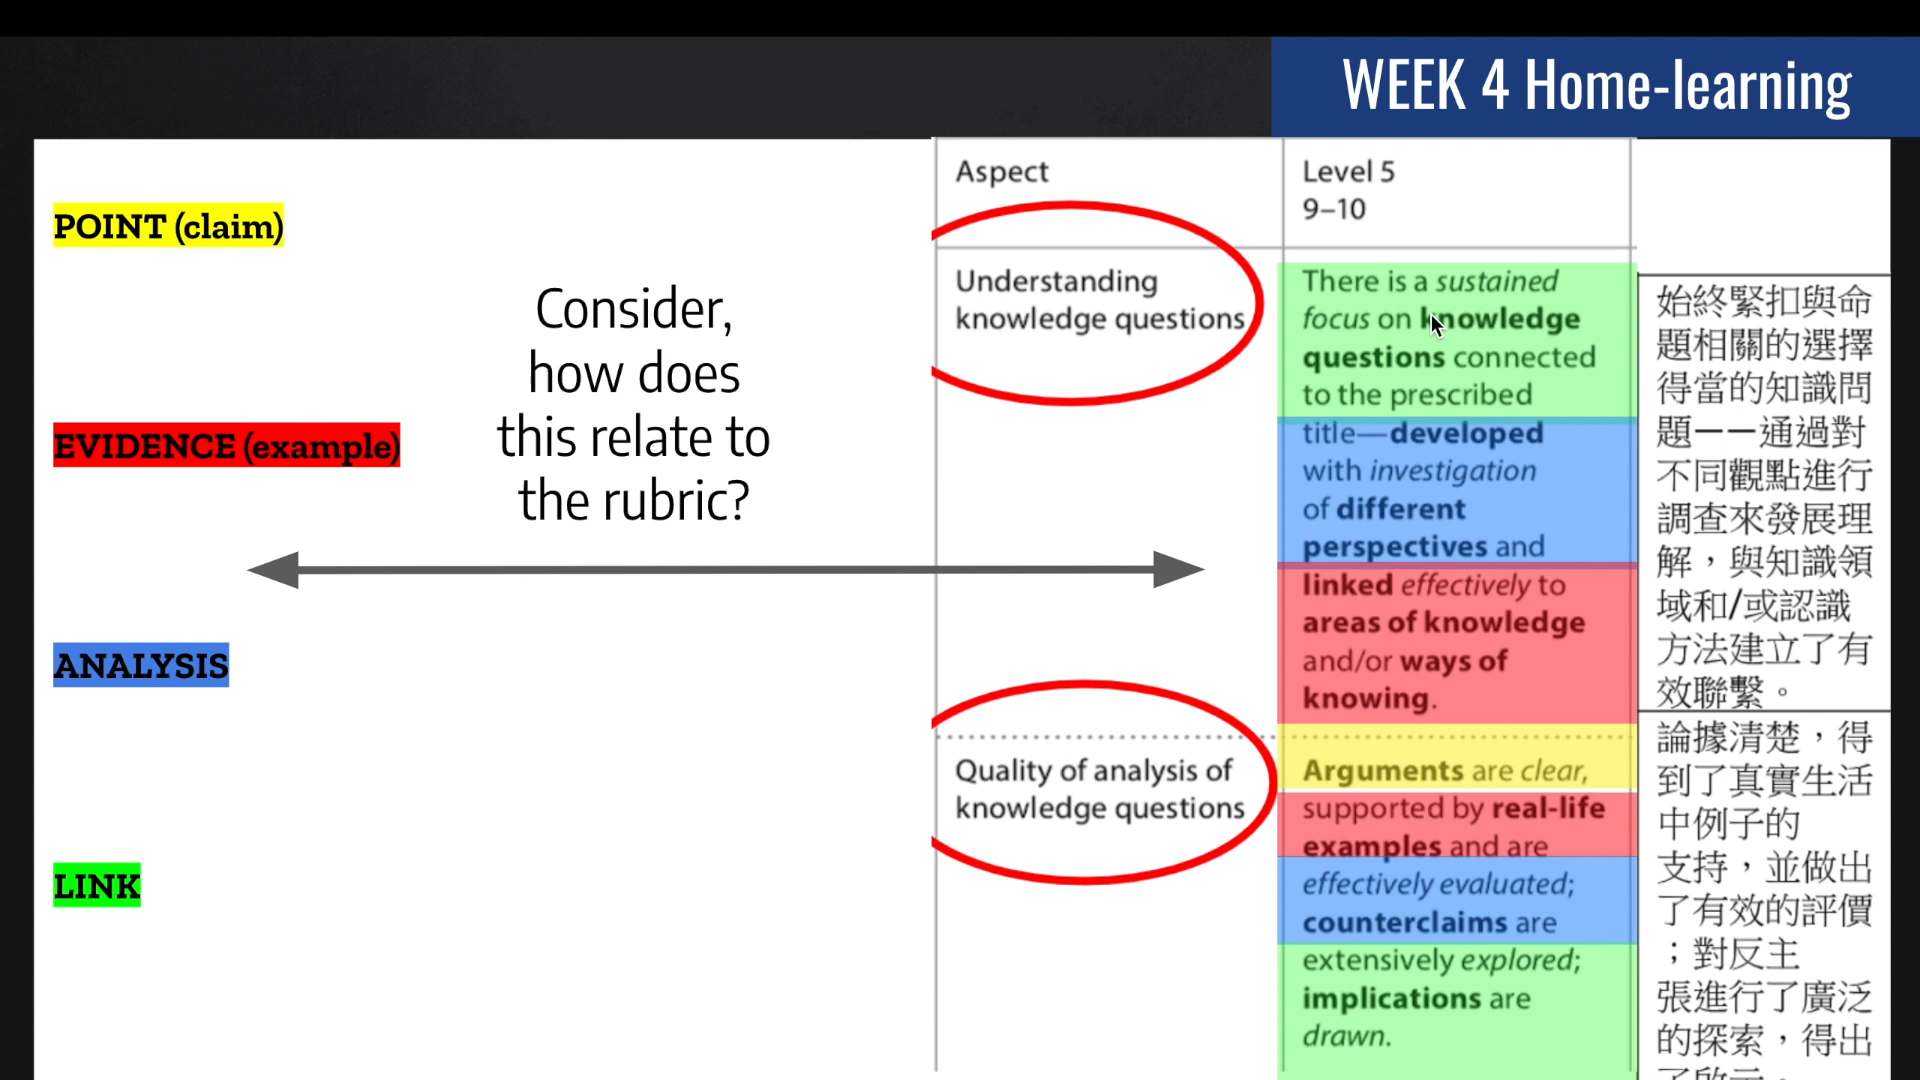 WEEK 4 Home-learning
POINT (claim)
EVIDENCE (example)
ANALYSIS
LINK
Consider,
how does
this relate to
the rubric?
Aspect
Level 5
9–10
Understanding
knowledge questions
There is a sustained
focus on knowledge
questions connected
to the prescribed
title—developed
with investigation
of different
perspectives and
linked effectively to
areas of knowledge
and/or ways of
knowing.
Quality of analysis of
knowledge questions
Arguments are clear,
supported by real-life
examples and are
effectively evaluated;
counterclaims are
extensively explored;
implications are
drawn.
始終緊扣與命
題相關的選擇
得當的知識問
題——通過對
不同觀點進行
調查來發展理
解，與知識領
域和/或認識
方法建立了有
效聯繫。
論據清楚，得
到了真實生活
中例子的
支持，並做出
了有效的評價
；對反主
張進行了廣泛
的探索，得出